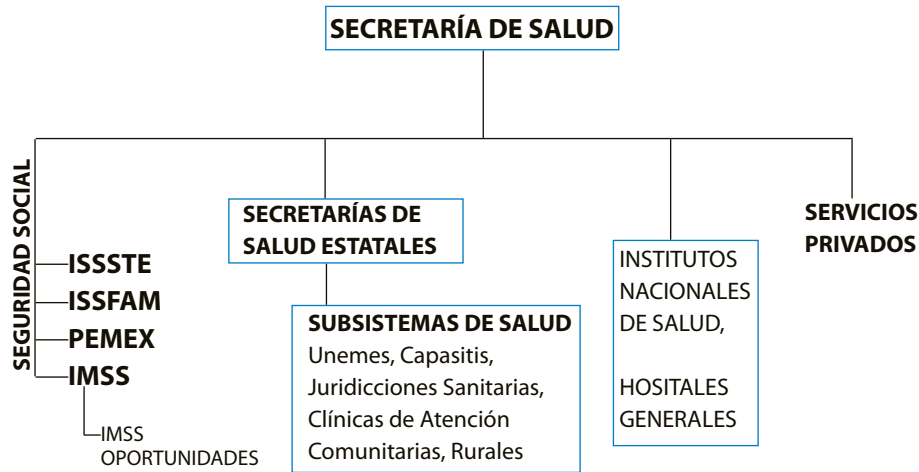 SECRETARÍA DE SALUD
SEGURIDAD SOCIAL
ISSSTE
ISSFAM
PEMEX
IMSS
IMSS
OPORTUNIDADES
SECRETARÍAS DE
SALUD ESTATALES
SUBSISTEMAS DE SALUD
Unemes, Capasitis,
Juridicciones Sanitarias,
Clínicas de Atención
Comunitarias, Rurales
INSTITUTOS
NACIONALES
DE SALUD,
HOSITALES
GENERALES
SERVICIOS
PRIVADOS